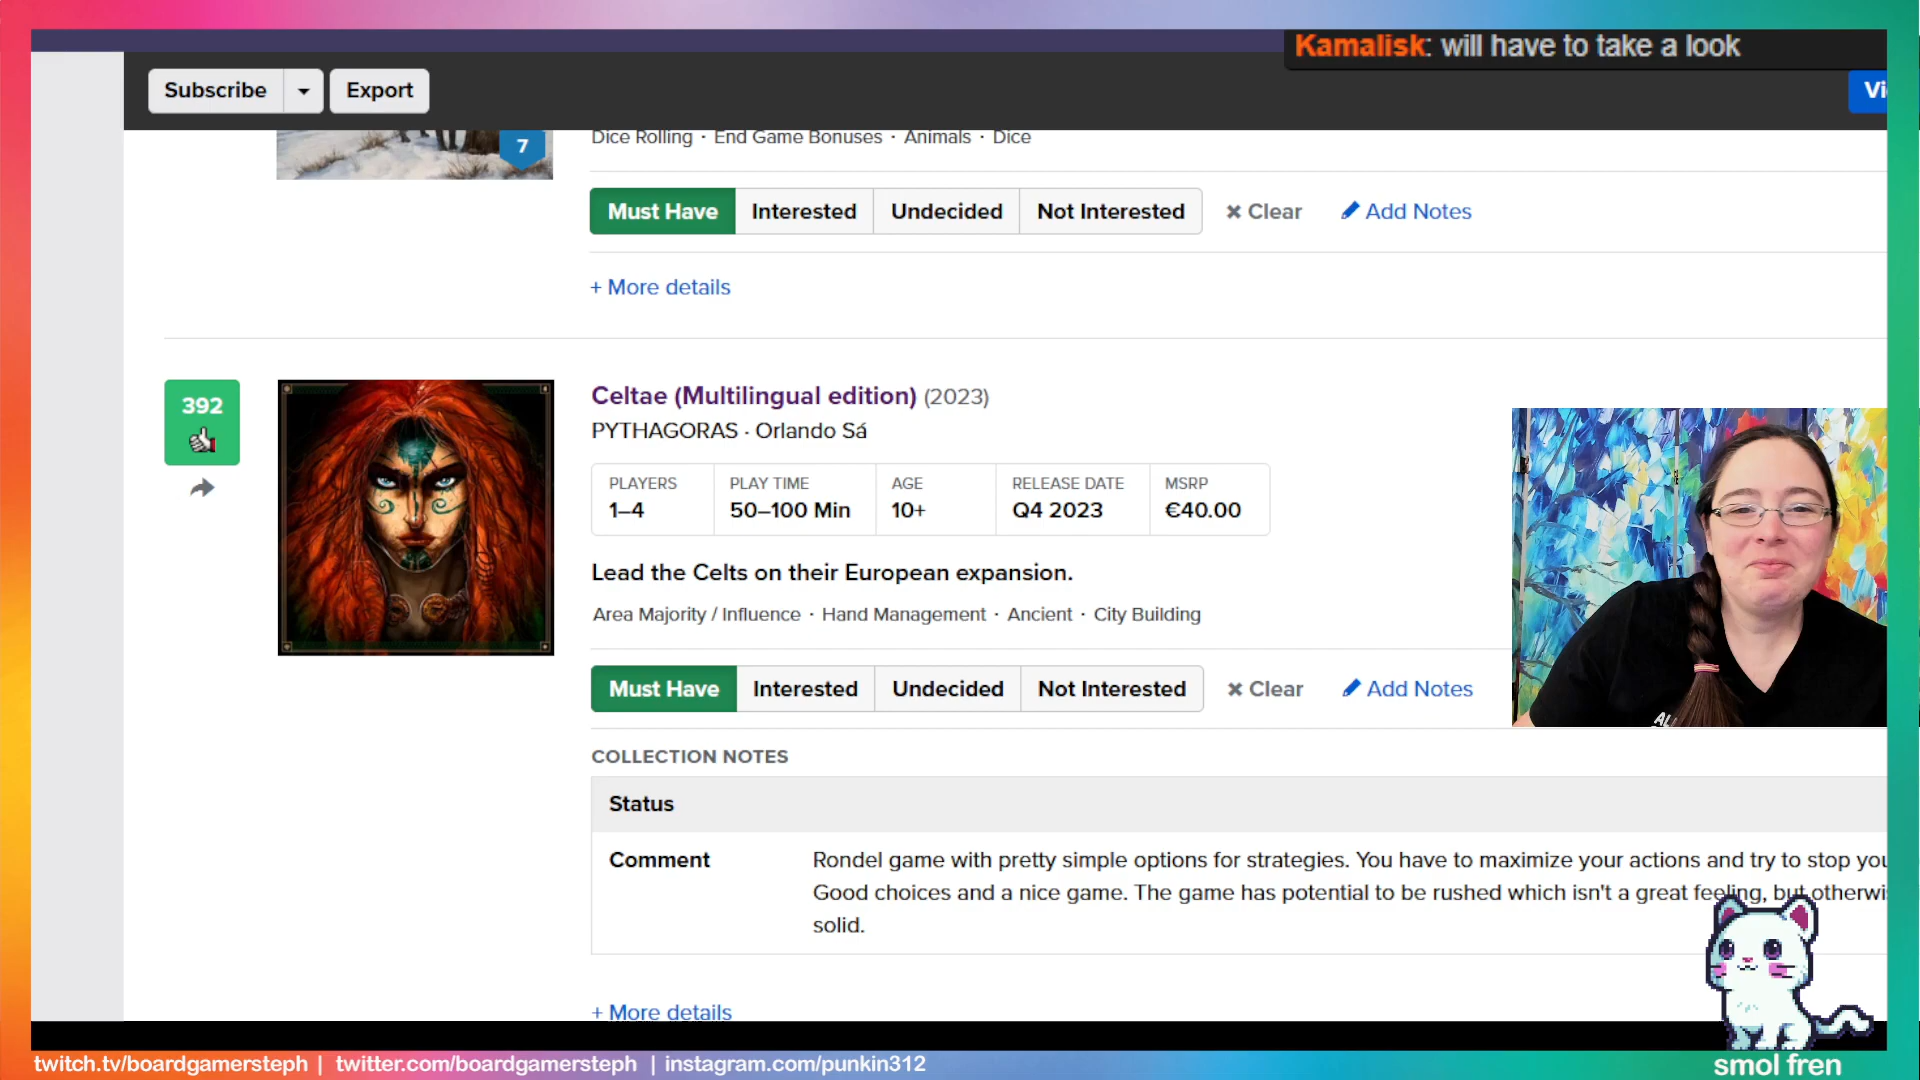 Kamalisk: will have to take a look
Subscribe
Export
7
Dice Rolling · End Game Bonuses · Animals · Dice
Must Have
Interested
Undecided
Not Interested
Clear
Add Notes
+ More details
392
Celtae (Multilingual edition) (2023)
PYTHAGORAS · Orlando Sá
PLAYERS
1–4
PLAY TIME
50–100 Min
AGE
10+
RELEASE DATE
Q4 2023
MSRP
€40.00
Lead the Celts on their European expansion.
Area Majority / Influence · Hand Management · Ancient · City Building
Must Have
Interested
Undecided
Not Interested
Clear
Add Notes
COLLECTION NOTES
Status
Comment
Rondel game with pretty simple options for strategies. You have to maximize your actions and try to stop you
Good choices and a nice game. The game has potential to be rushed which isn't a great feeling, but otherwi
solid.
+ More details
twitch.tv/boardgamersteph | twitter.com/boardgamersteph | instagram.com/punkin312
smol fren